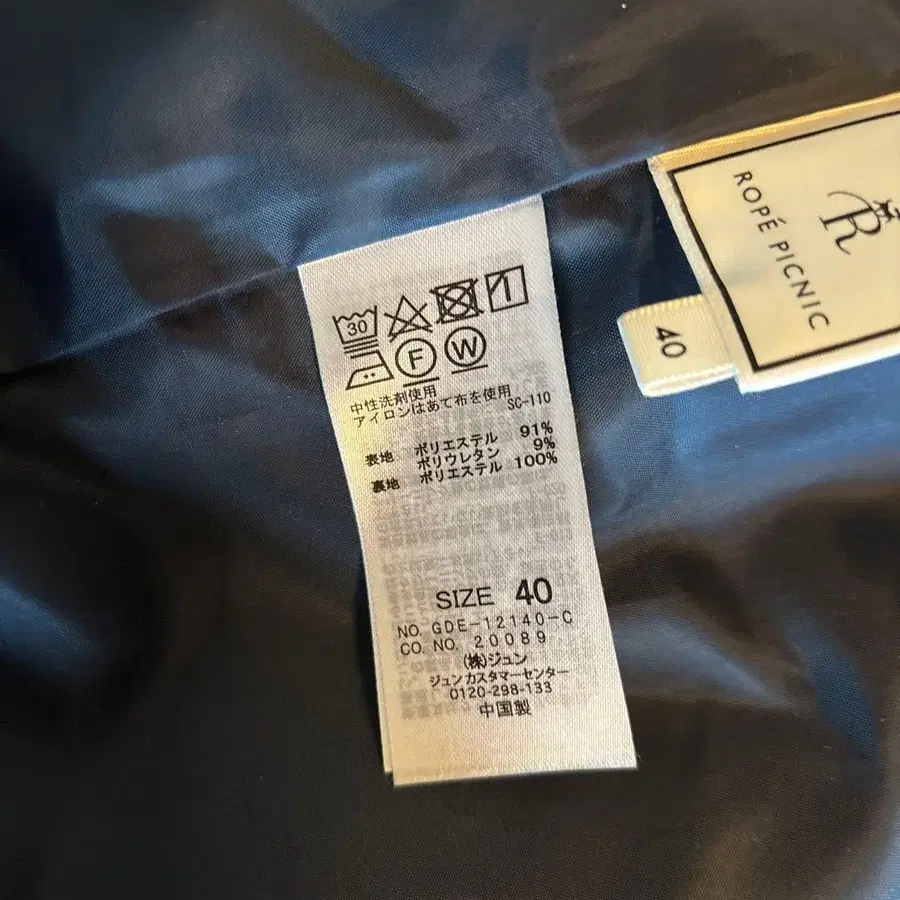 30
F
W
中性洗剤使用
アイロンはあて布を使用 SC-110
表地 ポリエステル 91%
ポリウレタン 9%
裏地 ポリエステル 100%
SIZE 40
NO. GDE-12140-C
CO. NO. 20089
(株)ジュン
ジュンカスタマーセンター
0120-298-133
中国製
R
ROPÉ PICNIC
40